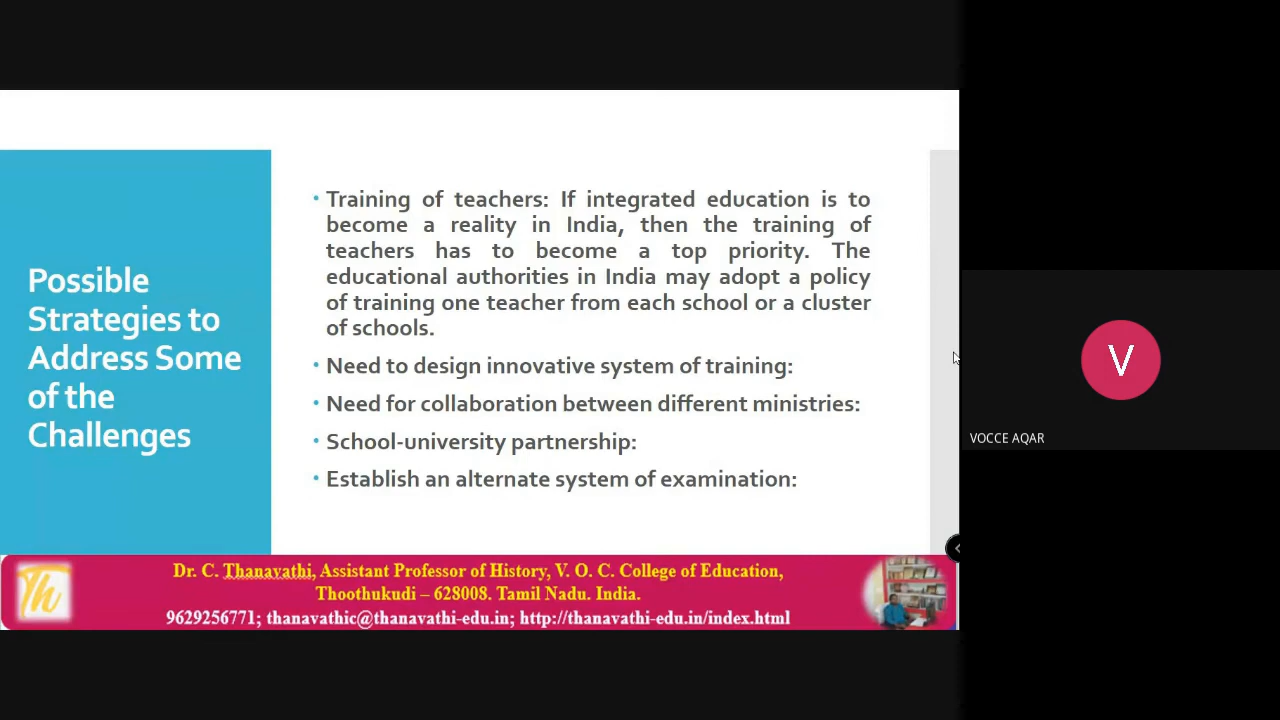 Possible
Strategies to
Address Some
of the
Challenges
• Training of teachers: If integrated education is to
become a reality in India, then the training of
teachers has to become a top priority. The
educational authorities in India may adopt a policy
of training one teacher from each school or a cluster
of schools.
• Need to design innovative system of training:
• Need for collaboration between different ministries:
• School-university partnership:
• Establish an alternate system of examination:
Th
Dr. C. Thanavathi, Assistant Professor of History, V. O. C. College of Education,
Thoothukudi – 628008. Tamil Nadu. India.
9629256771; thanavathic@thanavathi-edu.in; http://thanavathi-edu.in/index.html
V
VOCCE AQAR